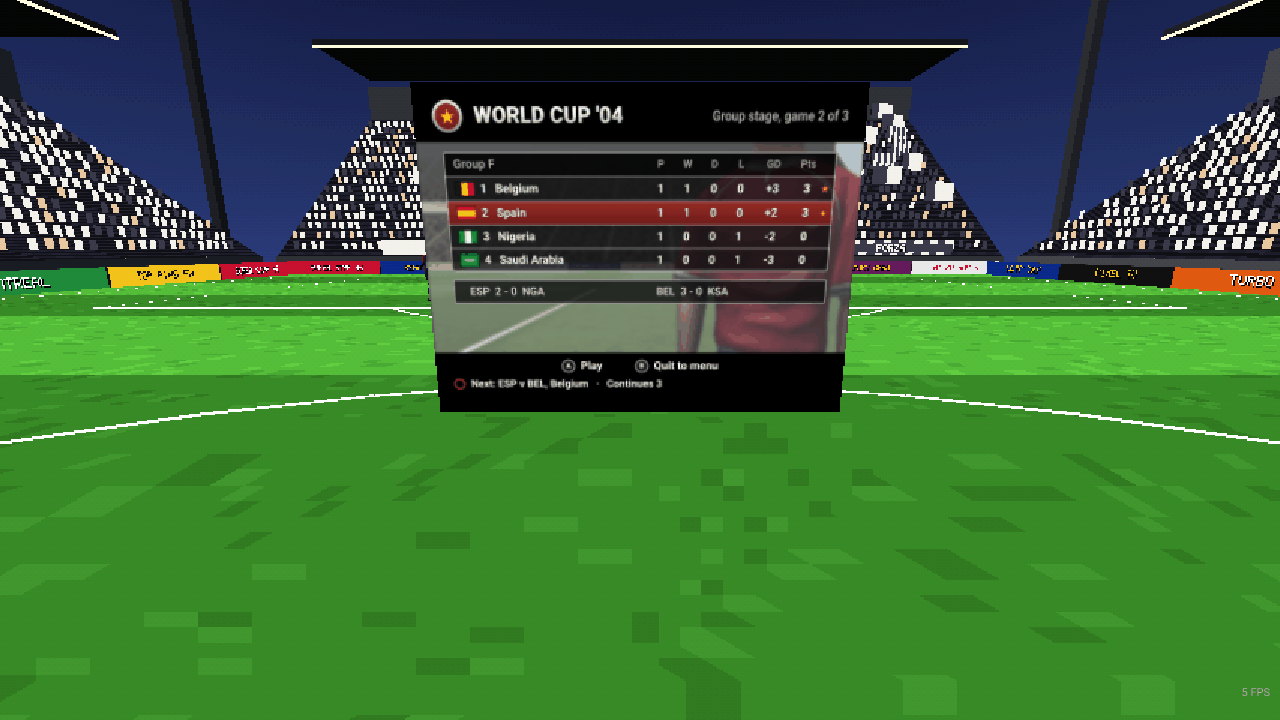 WORLD CUP '04
Group stage, game 2 of 3
Group F P W D L GD Pts
1 Belgium 1 1 0 0 +3 3
2 Spain 1 1 0 0 +2 3
3 Nigeria 1 0 0 1 -2 0
4 Saudi Arabia 1 0 0 1 -3 0
ESP 2 - 0 NGA BEL 3 - 0 KSA
Play Quit to menu
Next: ESP v BEL, Belgium · Continues 3
TURBO
5 FPS